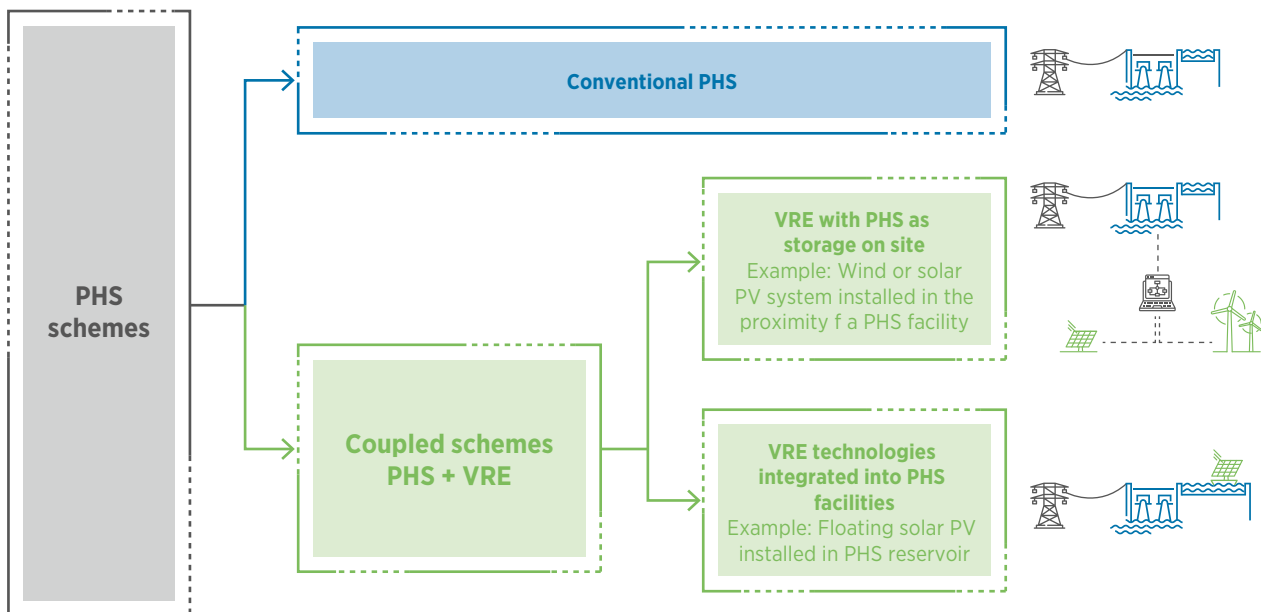 PHS
schemes
Conventional PHS
Coupled schemes
PHS + VRE
VRE with PHS as
storage on site
Example: Wind or solar
PV system installed in the
proximity f a PHS facility
VRE technologies
integrated into PHS
facilities
Example: Floating solar PV
installed in PHS reservoir